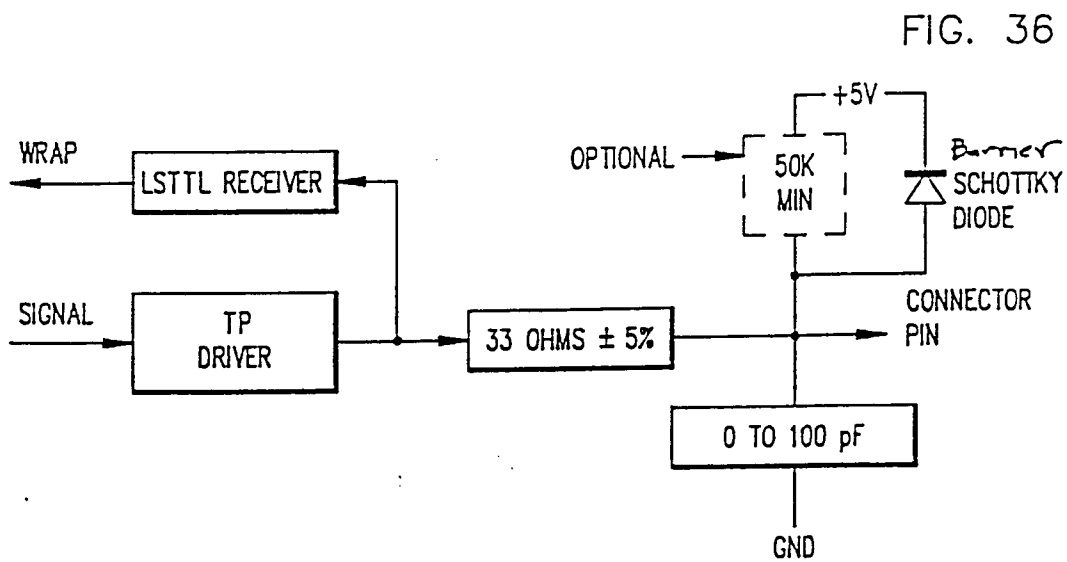 FIG. 36
+5V
WRAP
LSTTL RECEIVER
OPTIONAL
50K
MIN
Barrier
SCHOTTKY
DIODE
SIGNAL
TP
DRIVER
33 OHMS ± 5%
CONNECTOR
PIN
0 TO 100 pF
GND